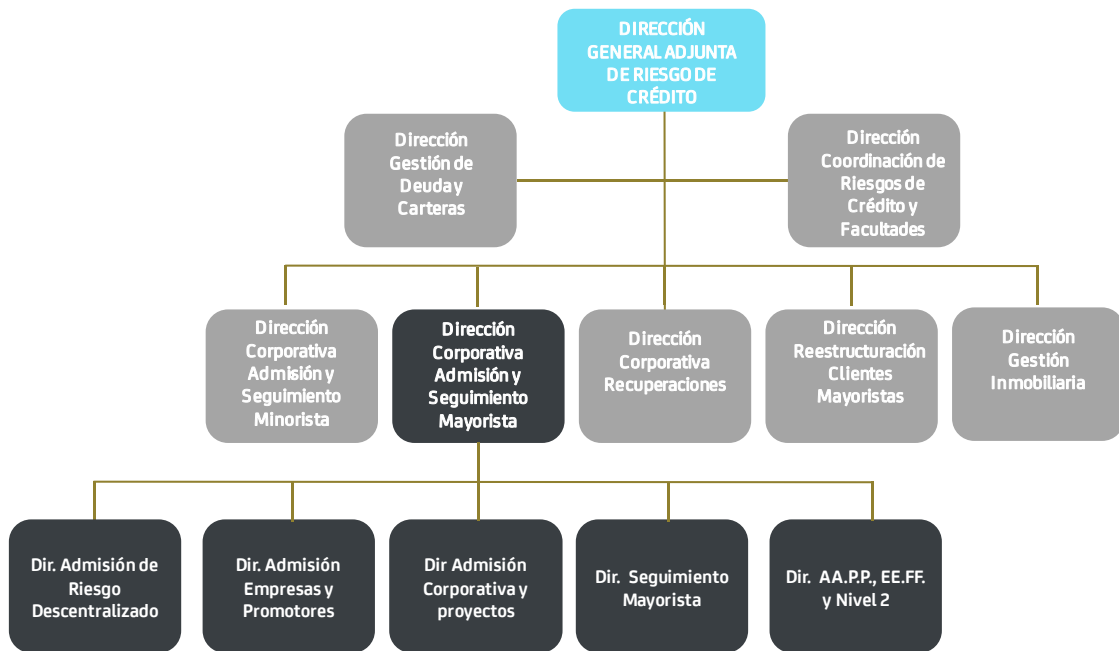 DIRECCIÓN
GENERAL ADJUNTA
DE RIESGO DE
CRÉDITO
Dirección
Gestión de
Deuda y
Carteras
Dirección
Coordinación de
Riesgos de
Crédito y
Facultades
Dirección
Corporativa
Admisión y
Seguimiento
Minorista
Dirección
Corporativa
Admisión y
Seguimiento
Mayorista
Dirección
Corporativa
Recuperaciones
Dirección
Reestructuración
Clientes
Mayoristas
Dirección
Gestión
Inmobiliaria
Dir. Admisión de
Riesgo
Descentralizado
Dir. Admisión
Empresas y
Promotores
Dir Admisión
Corporativa y
proyectos
Dir. Seguimiento
Mayorista
Dir. AA.P.P., EE.FF.
y Nivel 2